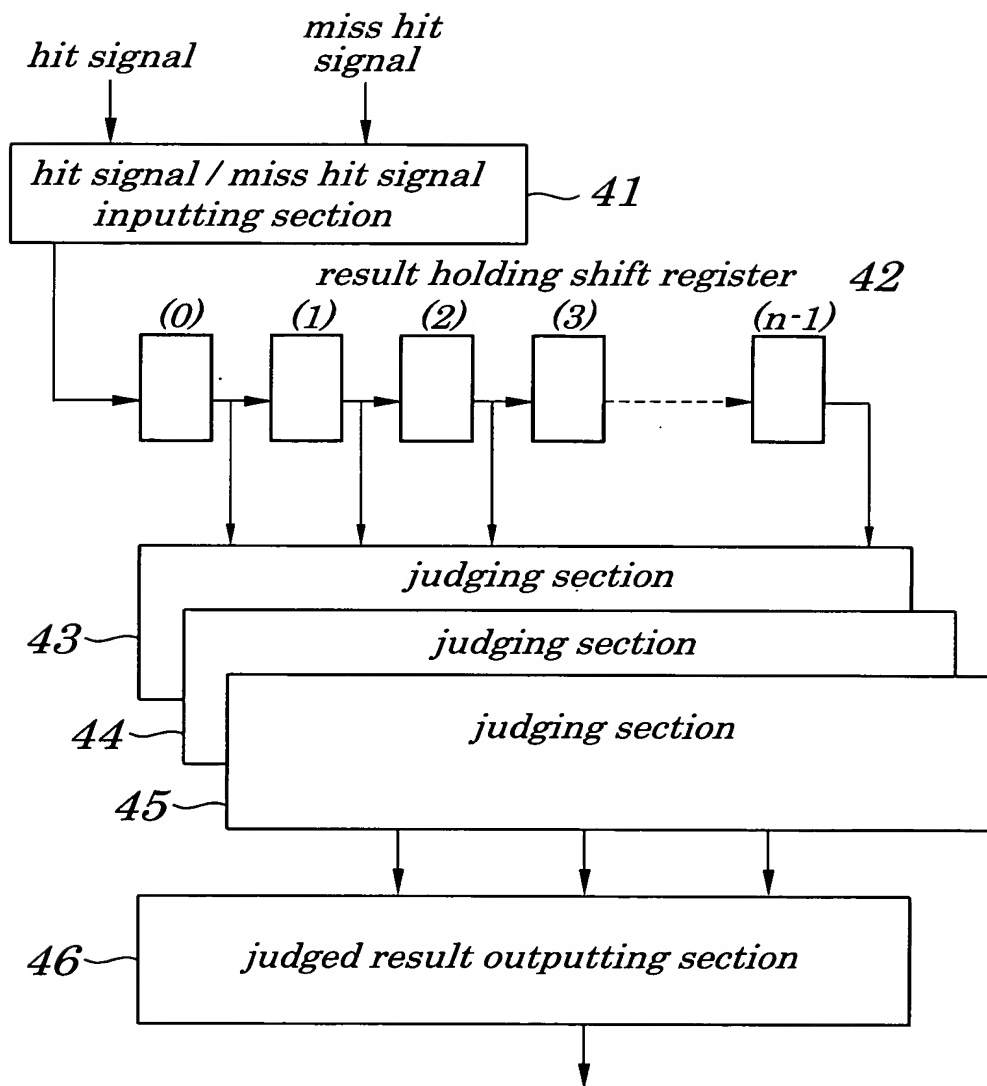 miss hit
hit signal signal
hit signal / miss hit signal
inputting section
41
result holding shift register 42
(0) (1) (2) (3) (n-1)
judging section
43
judging section
44
judging section
45
judged result outputting section
46